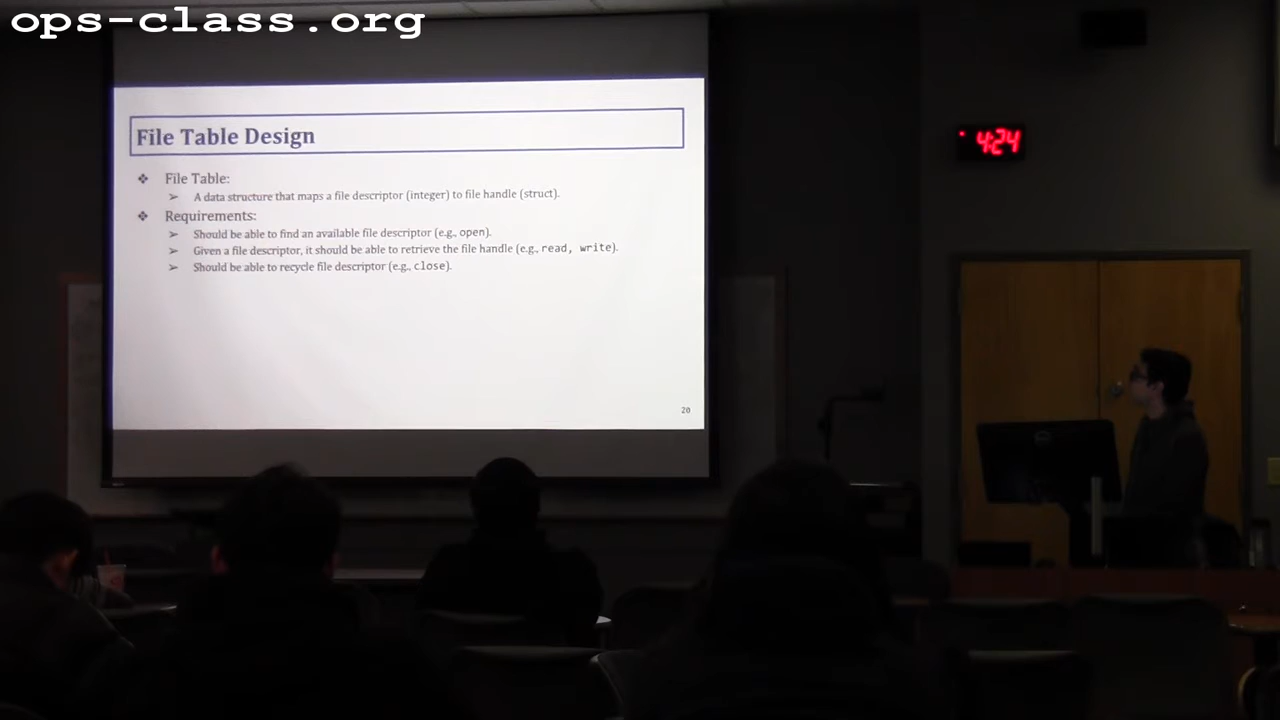 ops-class.org
4:24
File Table Design
❖ File Table:
➢ A data structure that maps a file descriptor (integer) to file handle (struct).
❖ Requirements:
➢ Should be able to find an available file descriptor (e.g., open).
➢ Given a file descriptor, it should be able to retrieve the file handle (e.g., read, write).
➢ Should be able to recycle file descriptor (e.g., close).
20